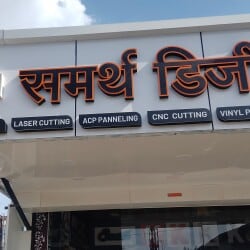 समर्थ डिजी
LASER CUTTING ACP PANNELING CNC CUTTING VINYL P